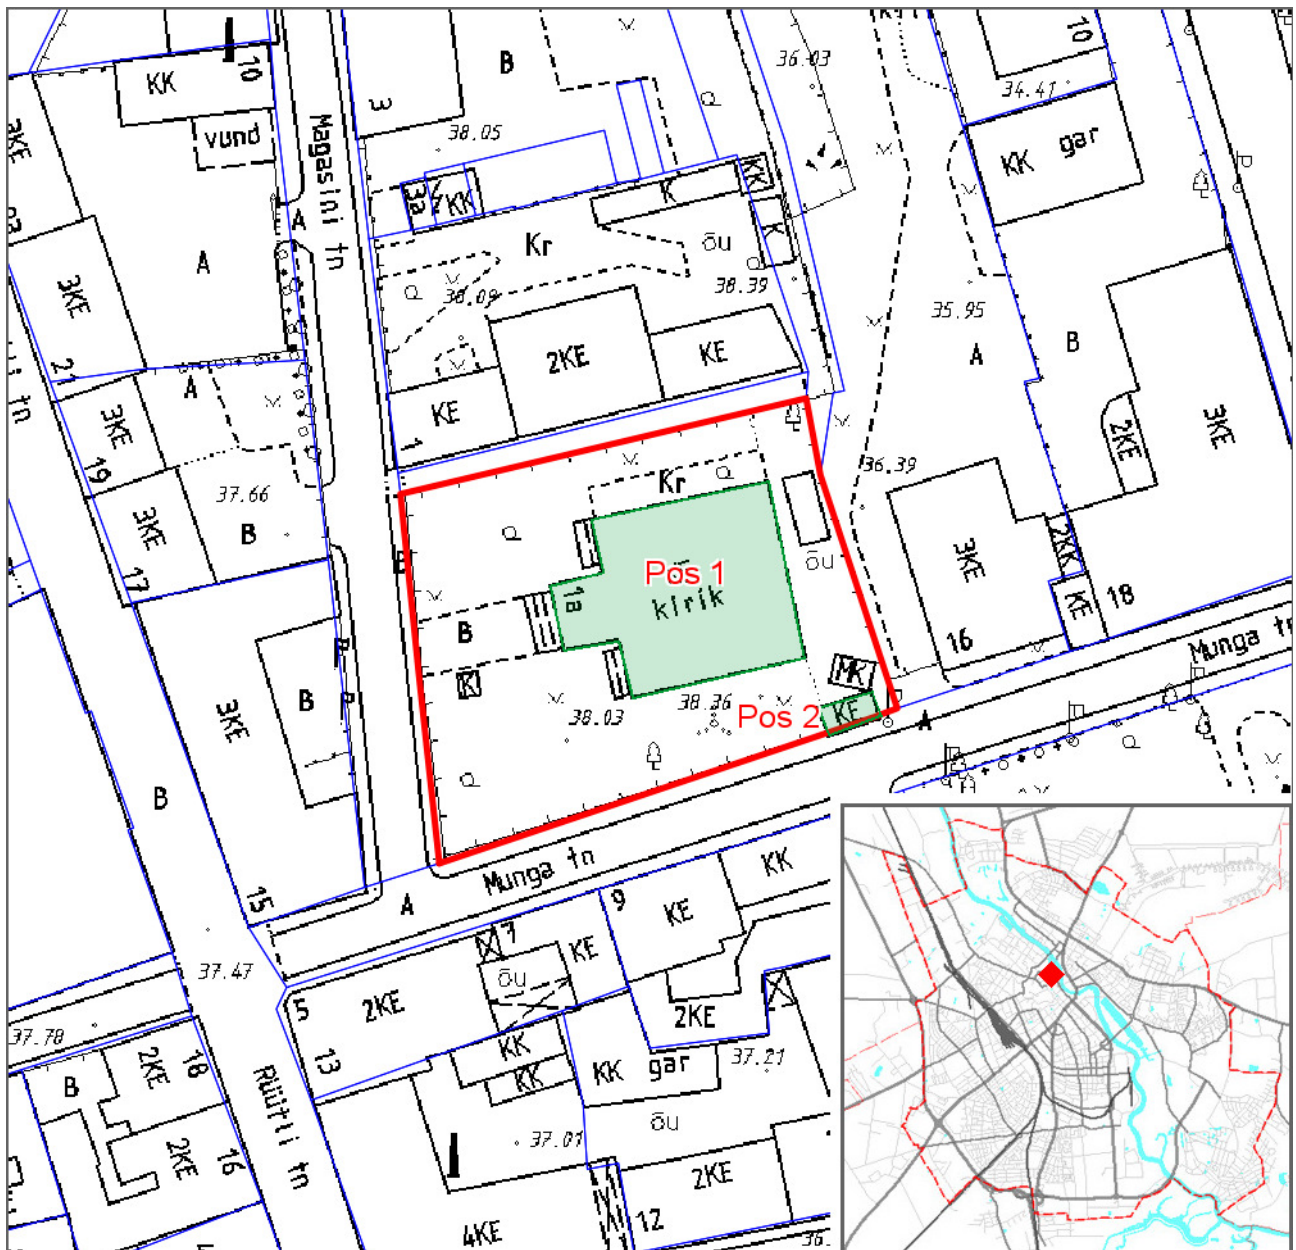 KK
10
vund
Magasini tn
3
B
38.05
36.03
10
34.41
KK gar
3KE
A
A
3a
KK
K
KK
K
Kr
õu
38.09
38.39
35.95
A
B
3KE
21
A
2KE
KE
KE
1
3KE
2KE
3KE
19
37.66
B
3KE
17
36.39
Kr
õu
B
Pos 1
kirik
1a
B
K
3KE
2KK
KE
18
16
Munga tn
MK
Pos 2
KE
38.03
38.36
A
3KE
B
B
15
A
Munga tn
9
KK
KE
7
KE
õu
37.47
5
2KE
13
2KE
37.78
2KE
18
B
KK
KK
KK gar
37.21
õu
Rüütli tn
2KE
16
37.01
2KE
12
4KE
36.